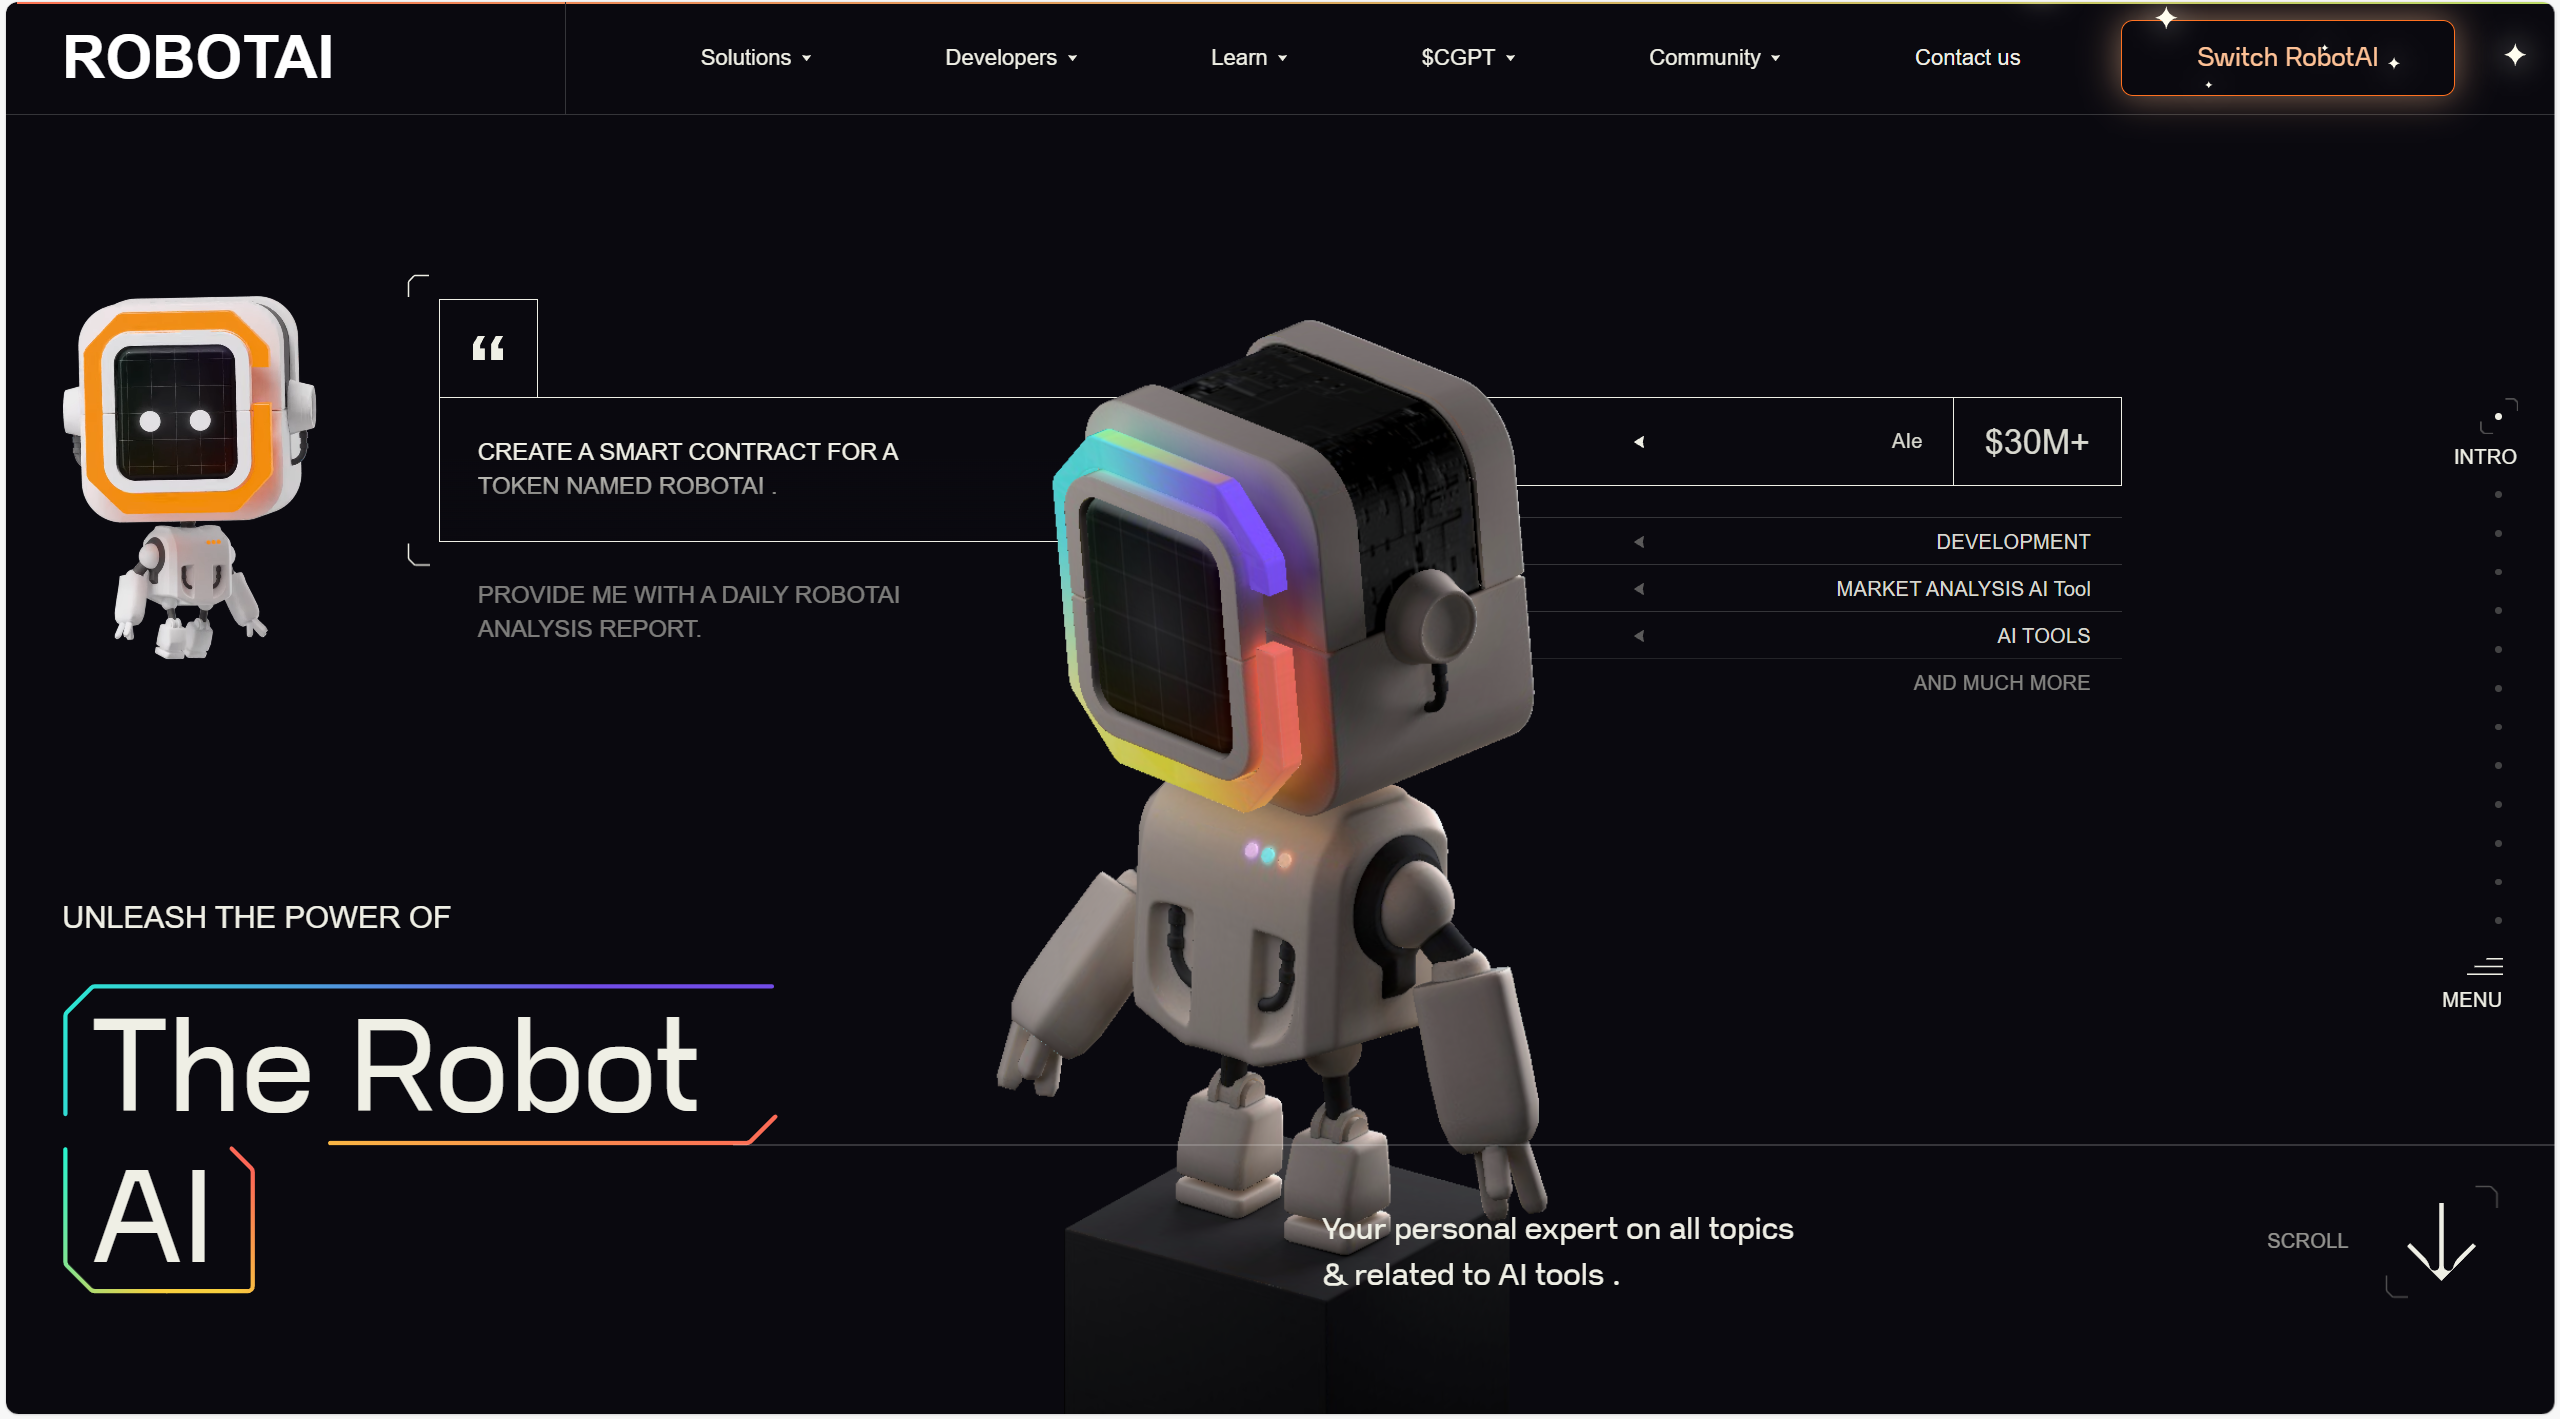 ROBOTAI
Solutions
Developers
Learn
$CGPT
Community
Contact us
Switch RobotAI
“
CREATE A SMART CONTRACT FOR A
TOKEN NAMED ROBOTAI .
PROVIDE ME WITH A DAILY ROBOTAI
ANALYSIS REPORT.
AIe
$30M+
DEVELOPMENT
MARKET ANALYSIS AI Tool
AI TOOLS
AND MUCH MORE
INTRO
MENU
UNLEASH THE POWER OF
The Robot
AI
Your personal expert on all topics
& related to AI tools .
SCROLL